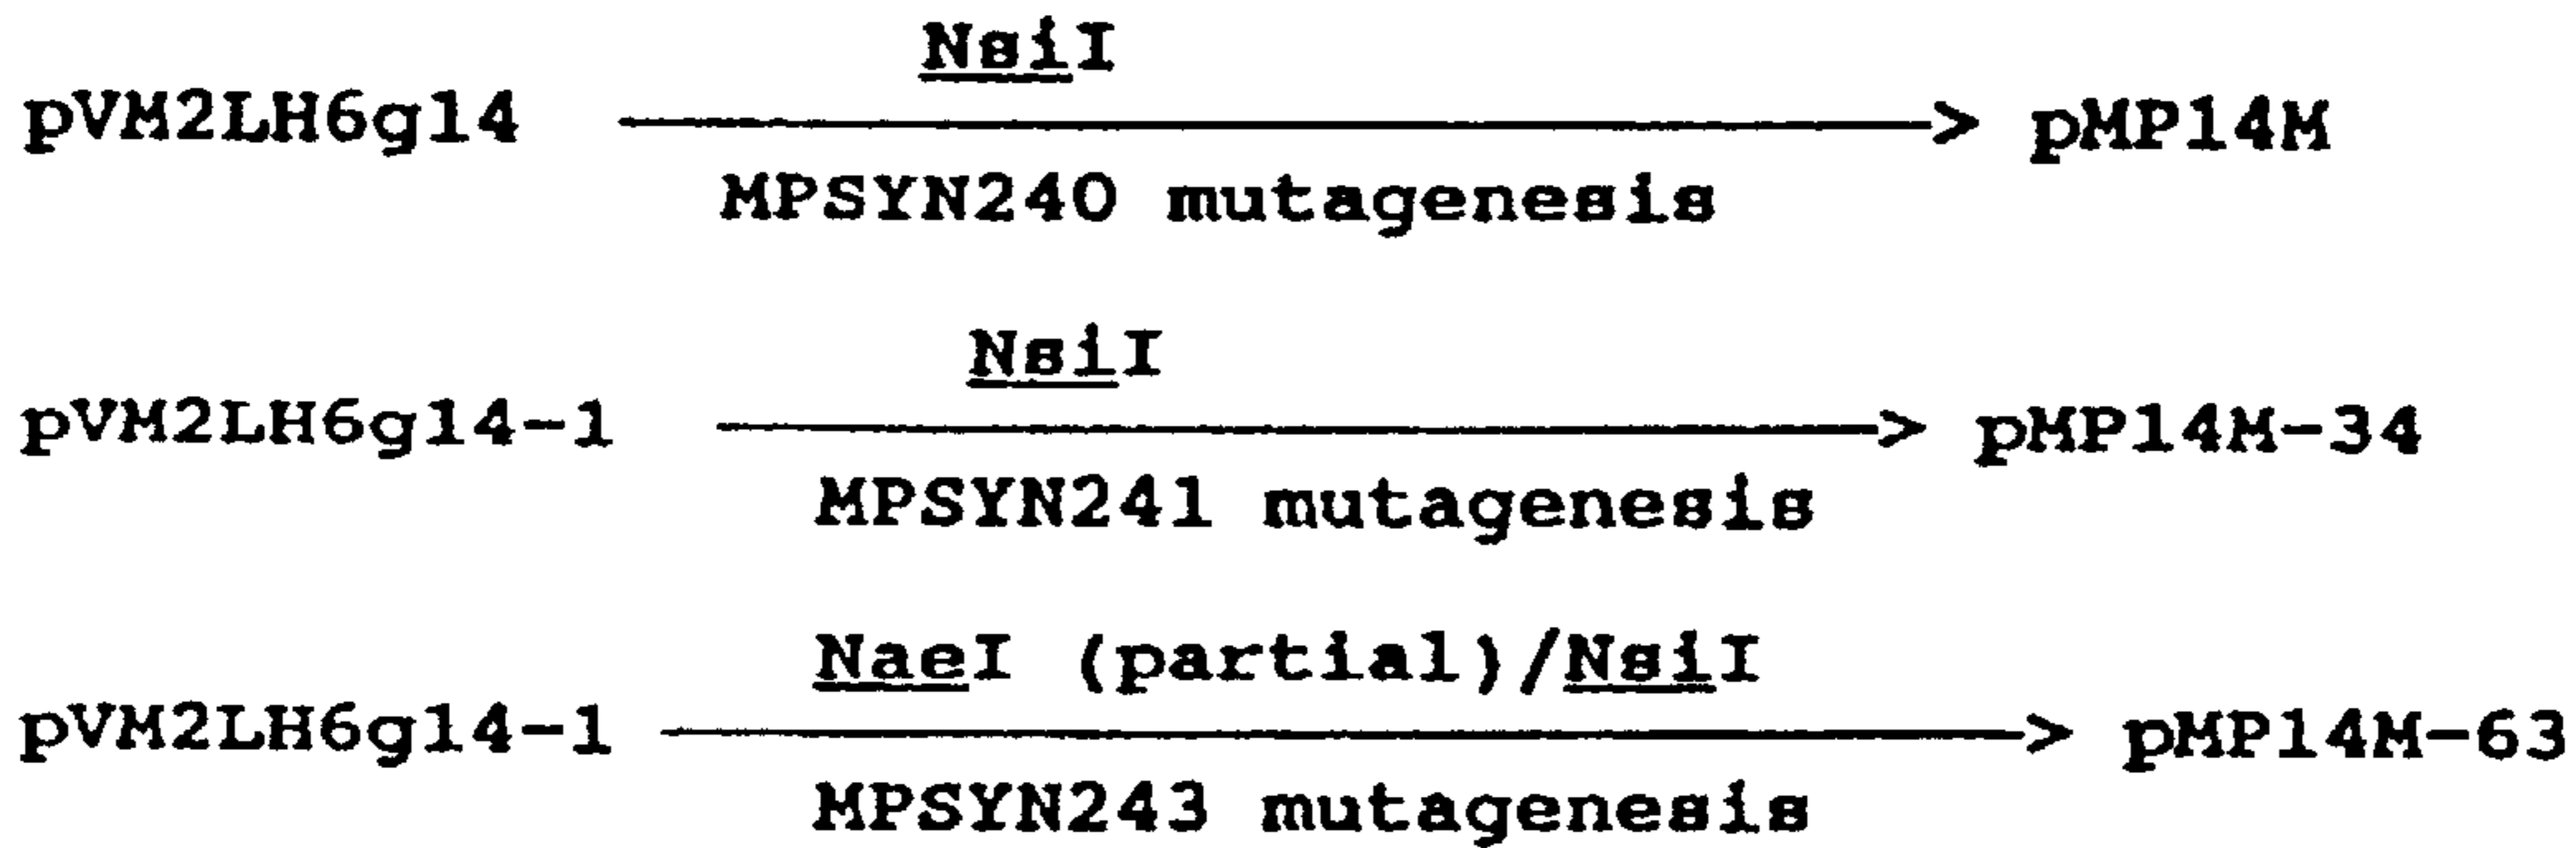 NsiI
pVM2LH6g14 ————> pMP14M
MPSYN240 mutagenesis
NsiI
pVM2LH6g14-1 ————> pMP14M-34
MPSYN241 mutagenesis
NaeI (partial)/NsiI
pVM2LH6g14-1 ————> pMP14M-63
MPSYN243 mutagenesis